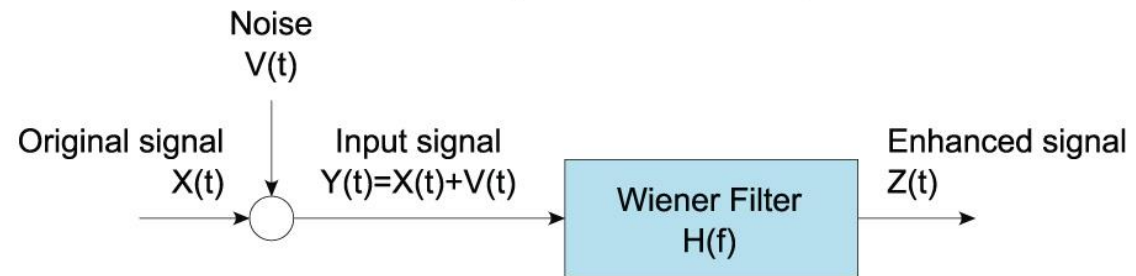 Noise
V(t)
Original signal
X(t)
Input signal
Y(t)=X(t)+V(t)
Wiener Filter
H(f)
Enhanced signal
Z(t)